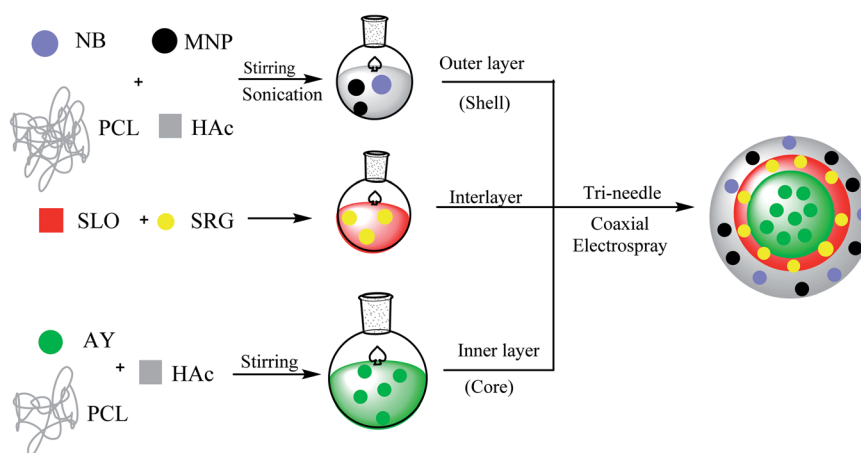 NB
MNP
+
Stirring
Sonication
PCL
HAc
Outer layer
(Shell)
SLO
+
SRG
Interlayer
Tri-needle
Coaxial
Electrospray
AY
+
HAc
PCL
Stirring
Inner layer
(Core)